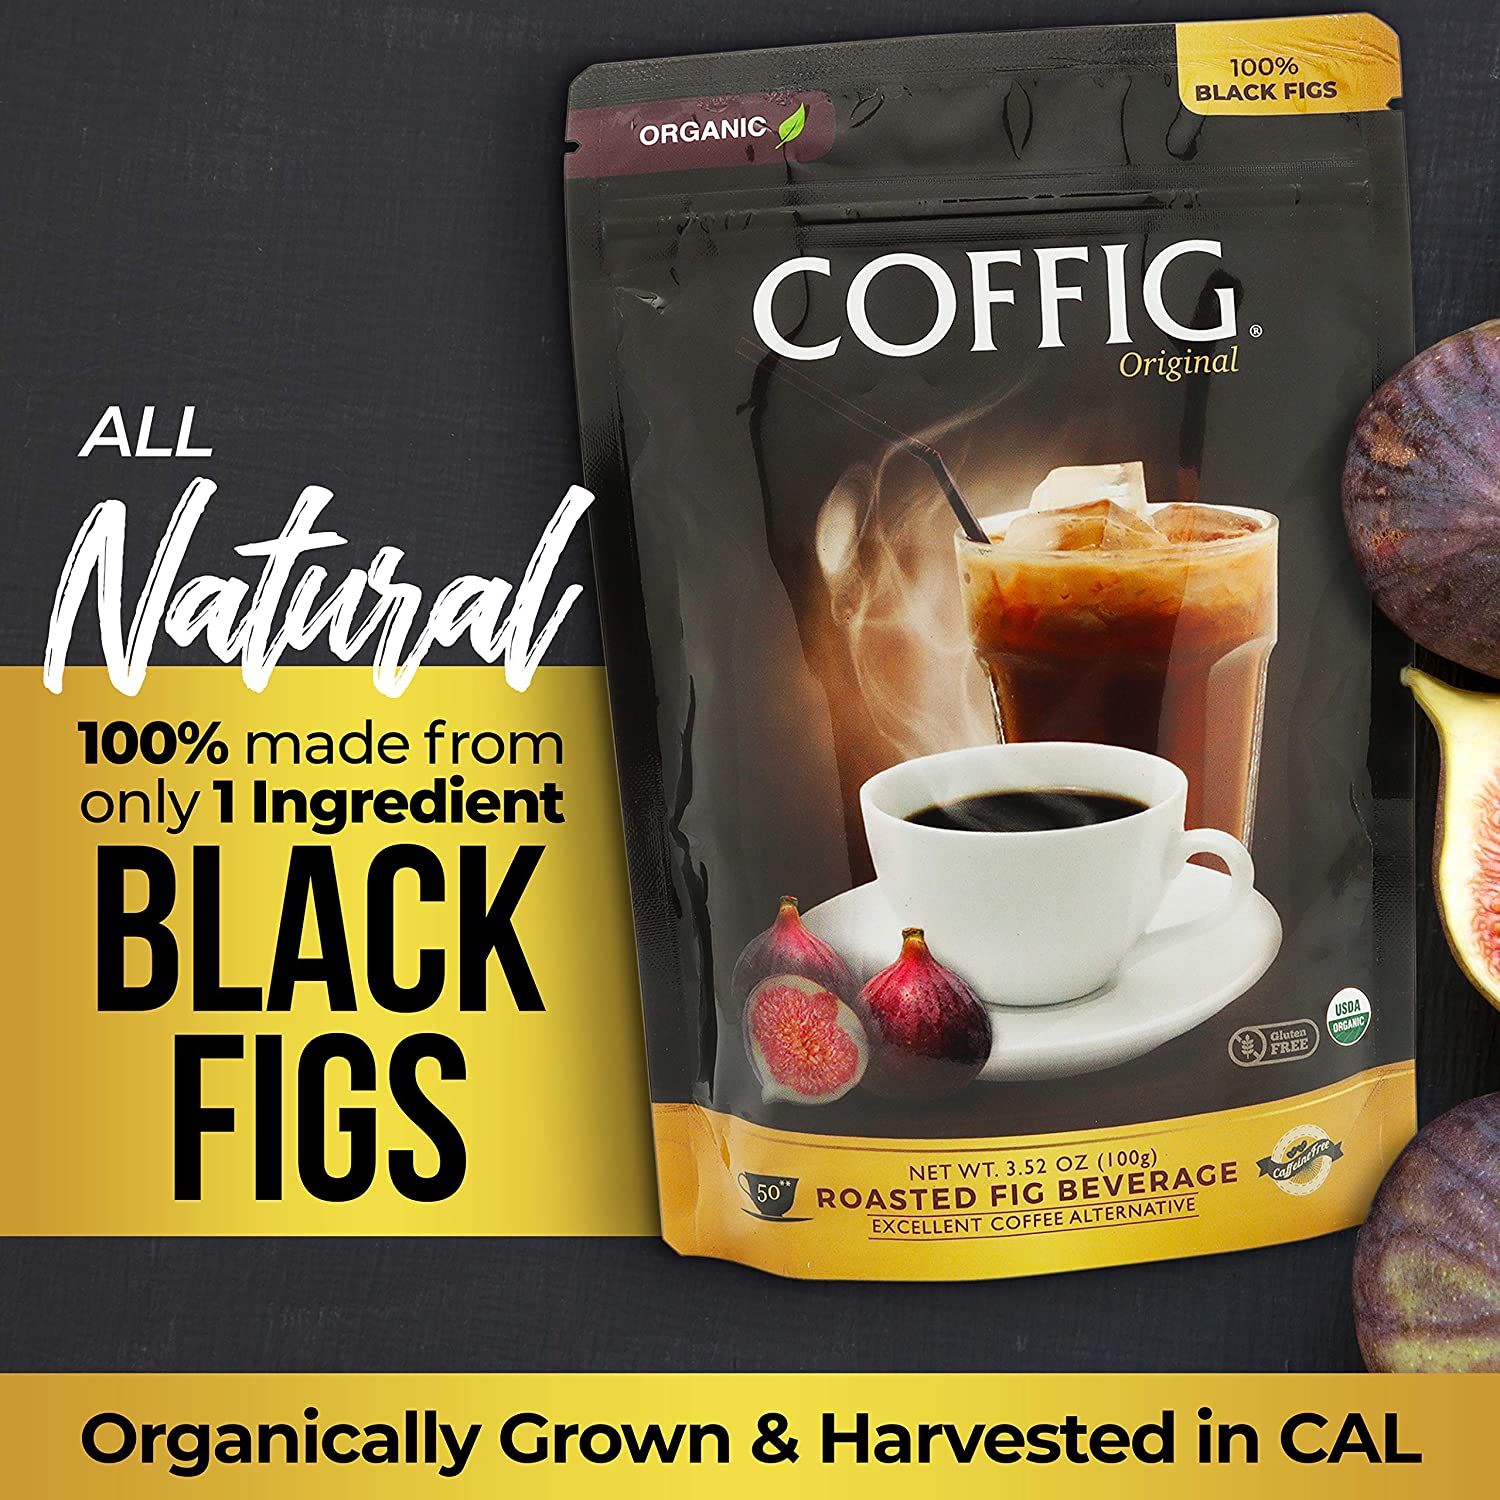 100%
BLACK FIGS
ORGANIC
COFFIG®
Original
ALL
Natural
100% made from
only 1 Ingredient
BLACK
FIGS
Gluten
FREE
USDA
ORGANIC
NET WT. 3.52 OZ (100g)
50**
ROASTED FIG BEVERAGE
EXCELLENT COFFEE ALTERNATIVE
Caffeine Free
Organically Grown & Harvested in CAL